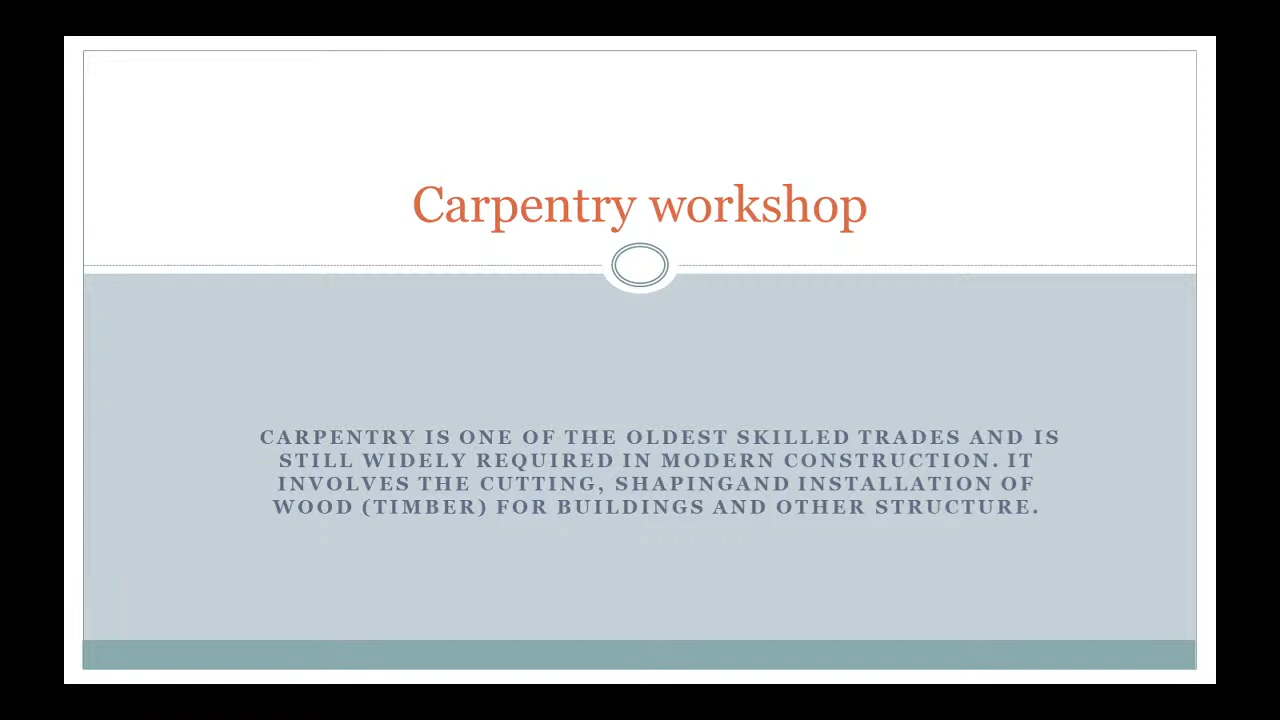 Carpentry workshop
CARPENTRY IS ONE OF THE OLDEST SKILLED TRADES AND IS
STILL WIDELY REQUIRED IN MODERN CONSTRUCTION. IT
INVOLVES THE CUTTING, SHAPINGAND INSTALLATION OF
WOOD (TIMBER) FOR BUILDINGS AND OTHER STRUCTURE.